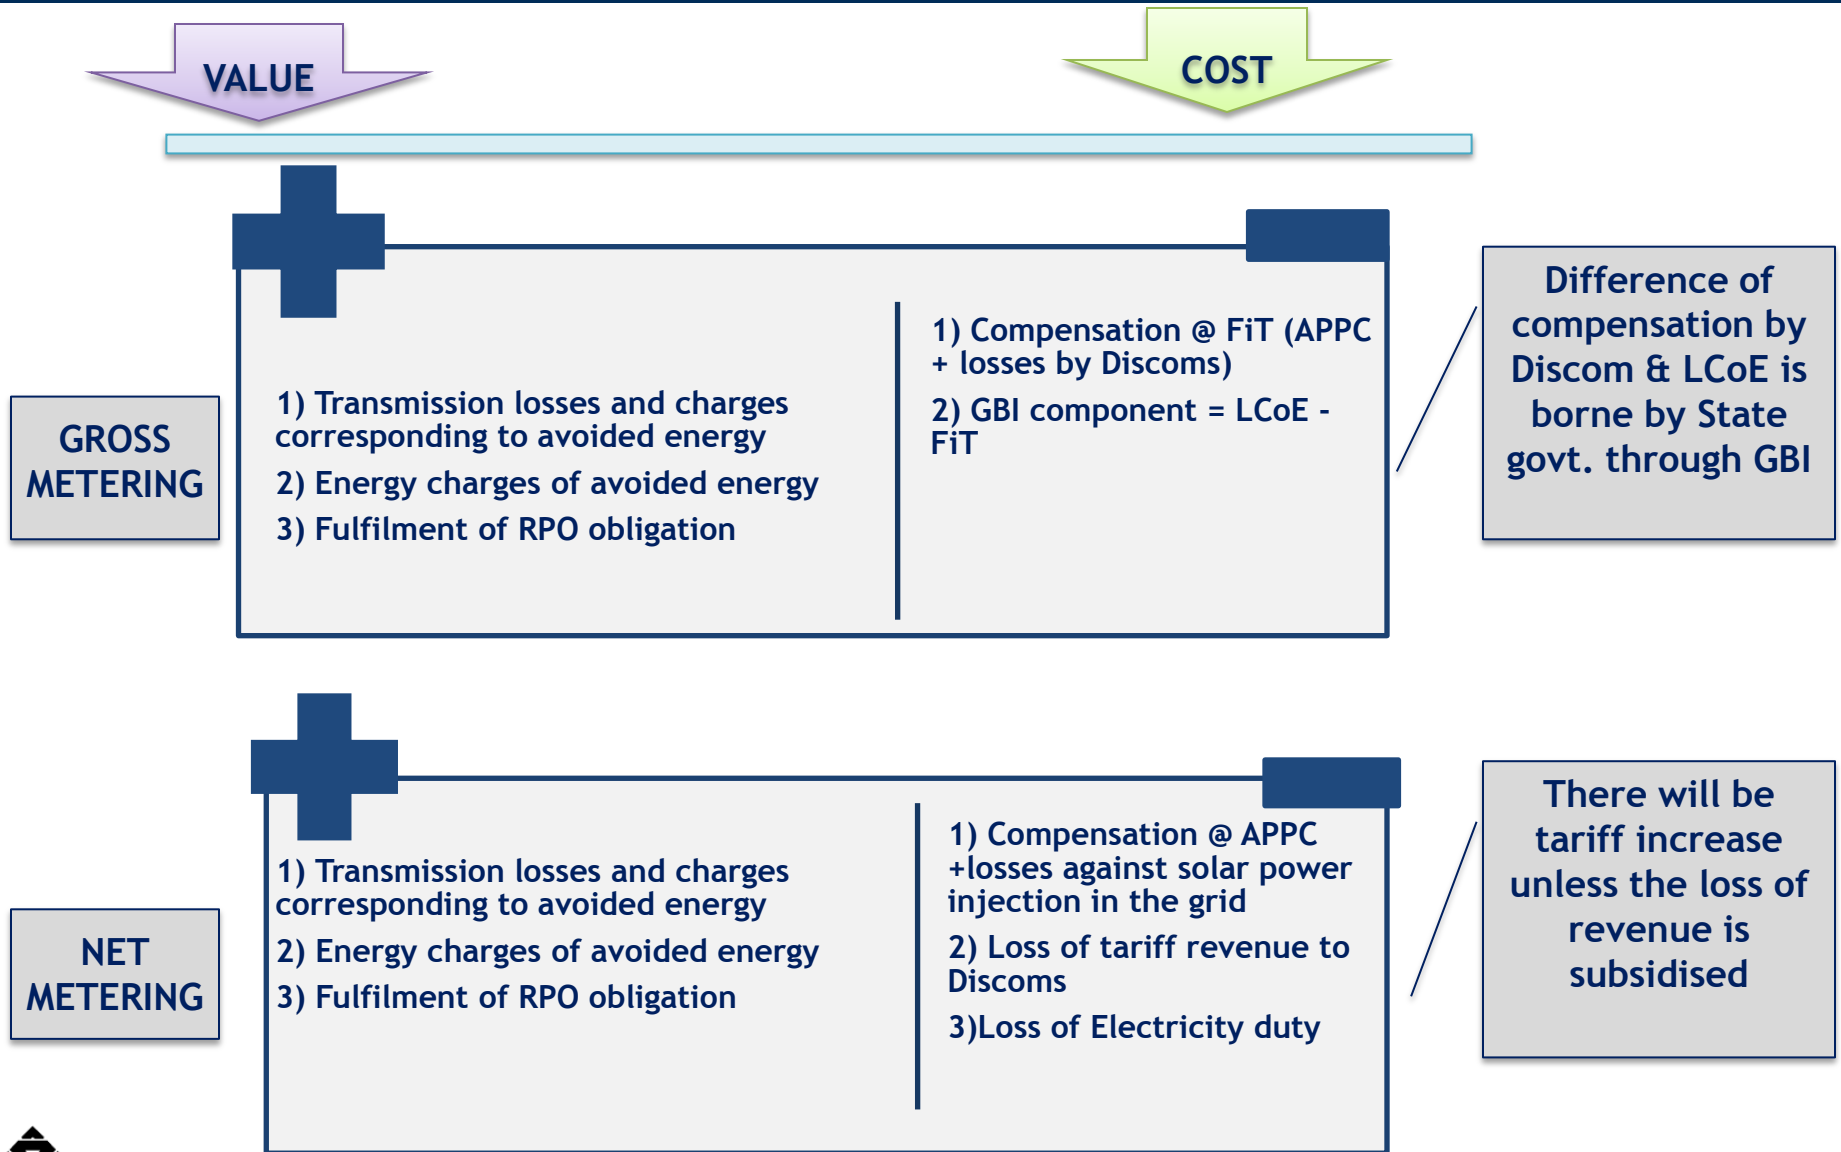 VALUE
COST
GROSS
METERING
1) Transmission losses and charges
corresponding to avoided energy
2) Energy charges of avoided energy
3) Fulfilment of RPO obligation
1) Compensation @ FiT (APPC
+ losses by Discoms)
2) GBI component = LCoE -
FiT
Difference of
compensation by
Discom & LCoE is
borne by State
govt. through GBI
NET
METERING
1) Transmission losses and charges
corresponding to avoided energy
2) Energy charges of avoided energy
3) Fulfilment of RPO obligation
1) Compensation @ APPC
+losses against solar power
injection in the grid
2) Loss of tariff revenue to
Discoms
3)Loss of Electricity duty
There will be
tariff increase
unless the loss of
revenue is
subsidised